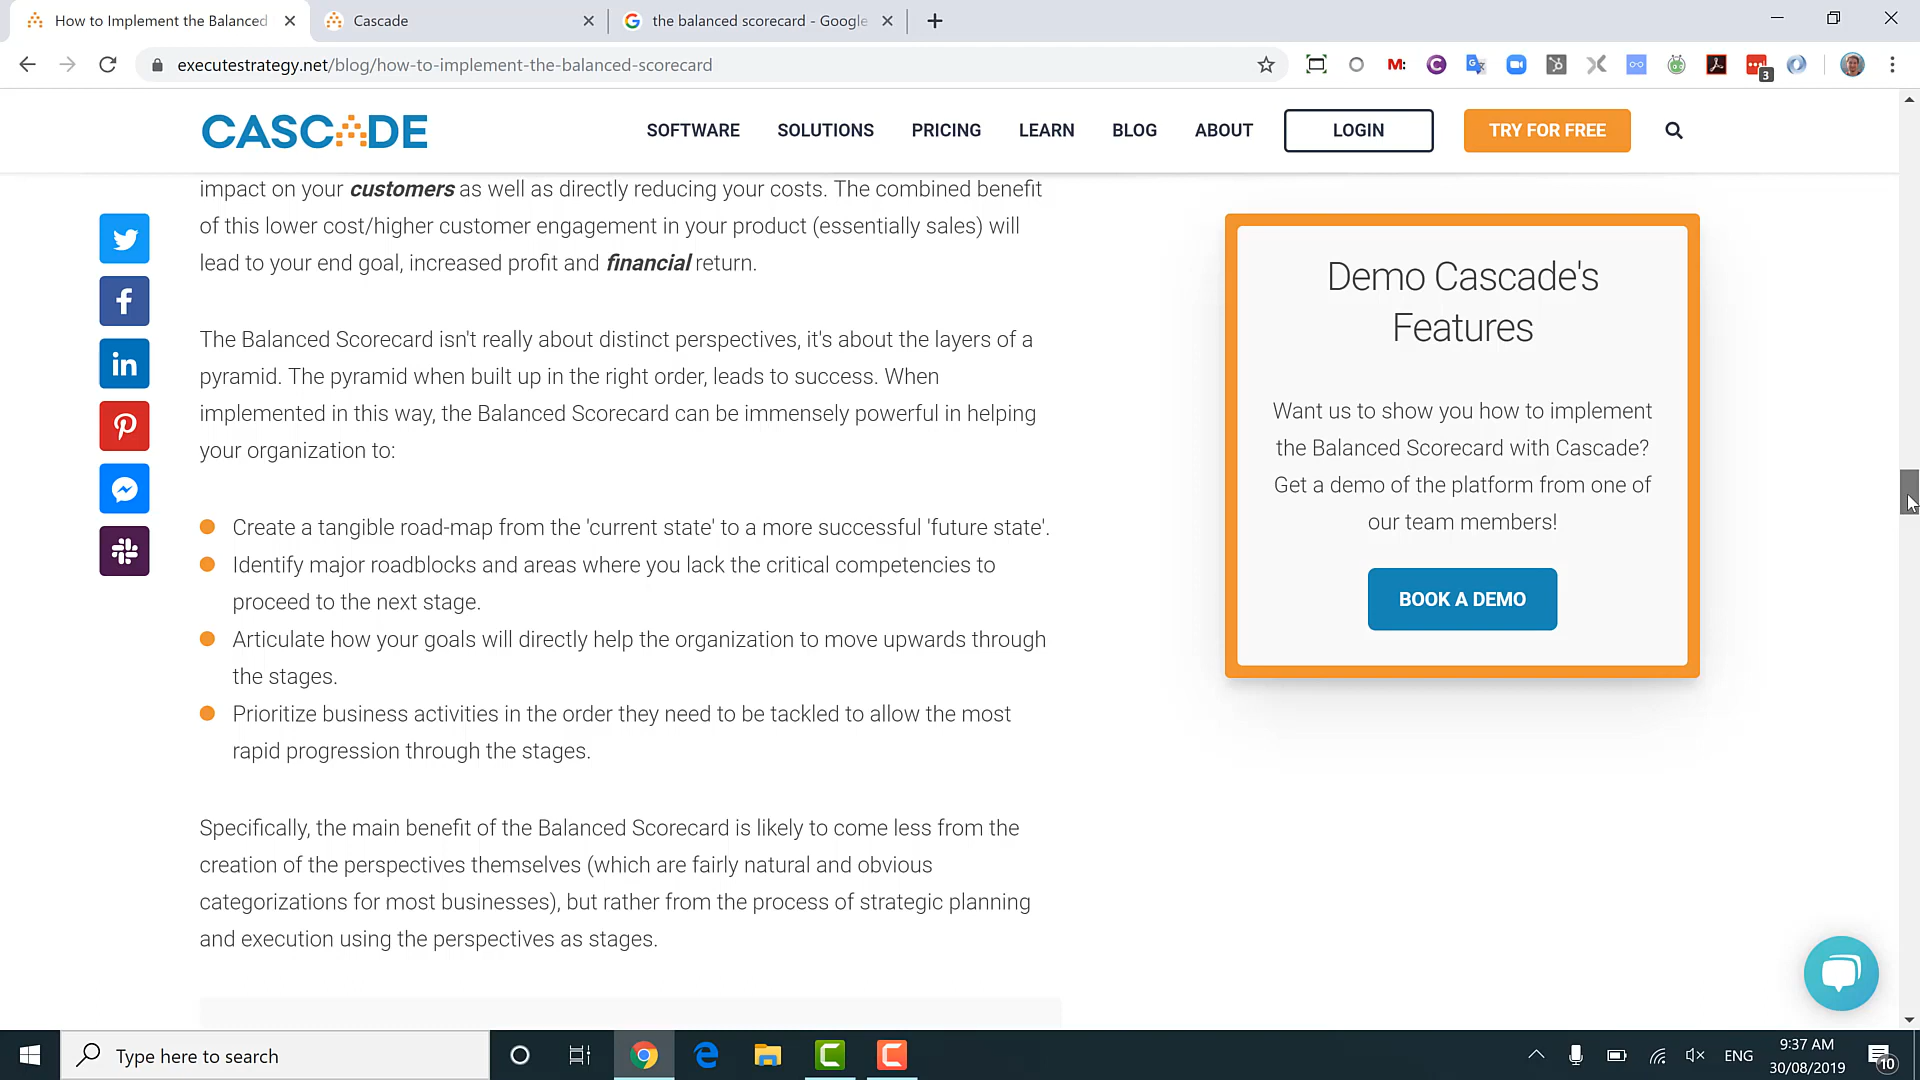 How to Implement the Balanced
Cascade
the balanced scorecard - Google
executestrategy.net/blog/how-to-implement-the-balanced-scorecard
M:
3
CASCADE
SOFTWARE
SOLUTIONS
PRICING
LEARN
BLOG
ABOUT
LOGIN
TRY FOR FREE
impact on your customers as well as directly reducing your costs. The combined benefit
of this lower cost/higher customer engagement in your product (essentially sales) will
lead to your end goal, increased profit and financial return.
The Balanced Scorecard isn't really about distinct perspectives, it's about the layers of a
pyramid. The pyramid when built up in the right order, leads to success. When
implemented in this way, the Balanced Scorecard can be immensely powerful in helping
your organization to:
Create a tangible road-map from the 'current state' to a more successful 'future state'.
Identify major roadblocks and areas where you lack the critical competencies to
proceed to the next stage.
Articulate how your goals will directly help the organization to move upwards through
the stages.
Prioritize business activities in the order they need to be tackled to allow the most
rapid progression through the stages.
Specifically, the main benefit of the Balanced Scorecard is likely to come less from the
creation of the perspectives themselves (which are fairly natural and obvious
categorizations for most businesses), but rather from the process of strategic planning
and execution using the perspectives as stages.
Demo Cascade's
Features
Want us to show you how to implement
the Balanced Scorecard with Cascade?
Get a demo of the platform from one of
our team members!
BOOK A DEMO
Type here to search
ENG
9:37 AM
30/08/2019
10